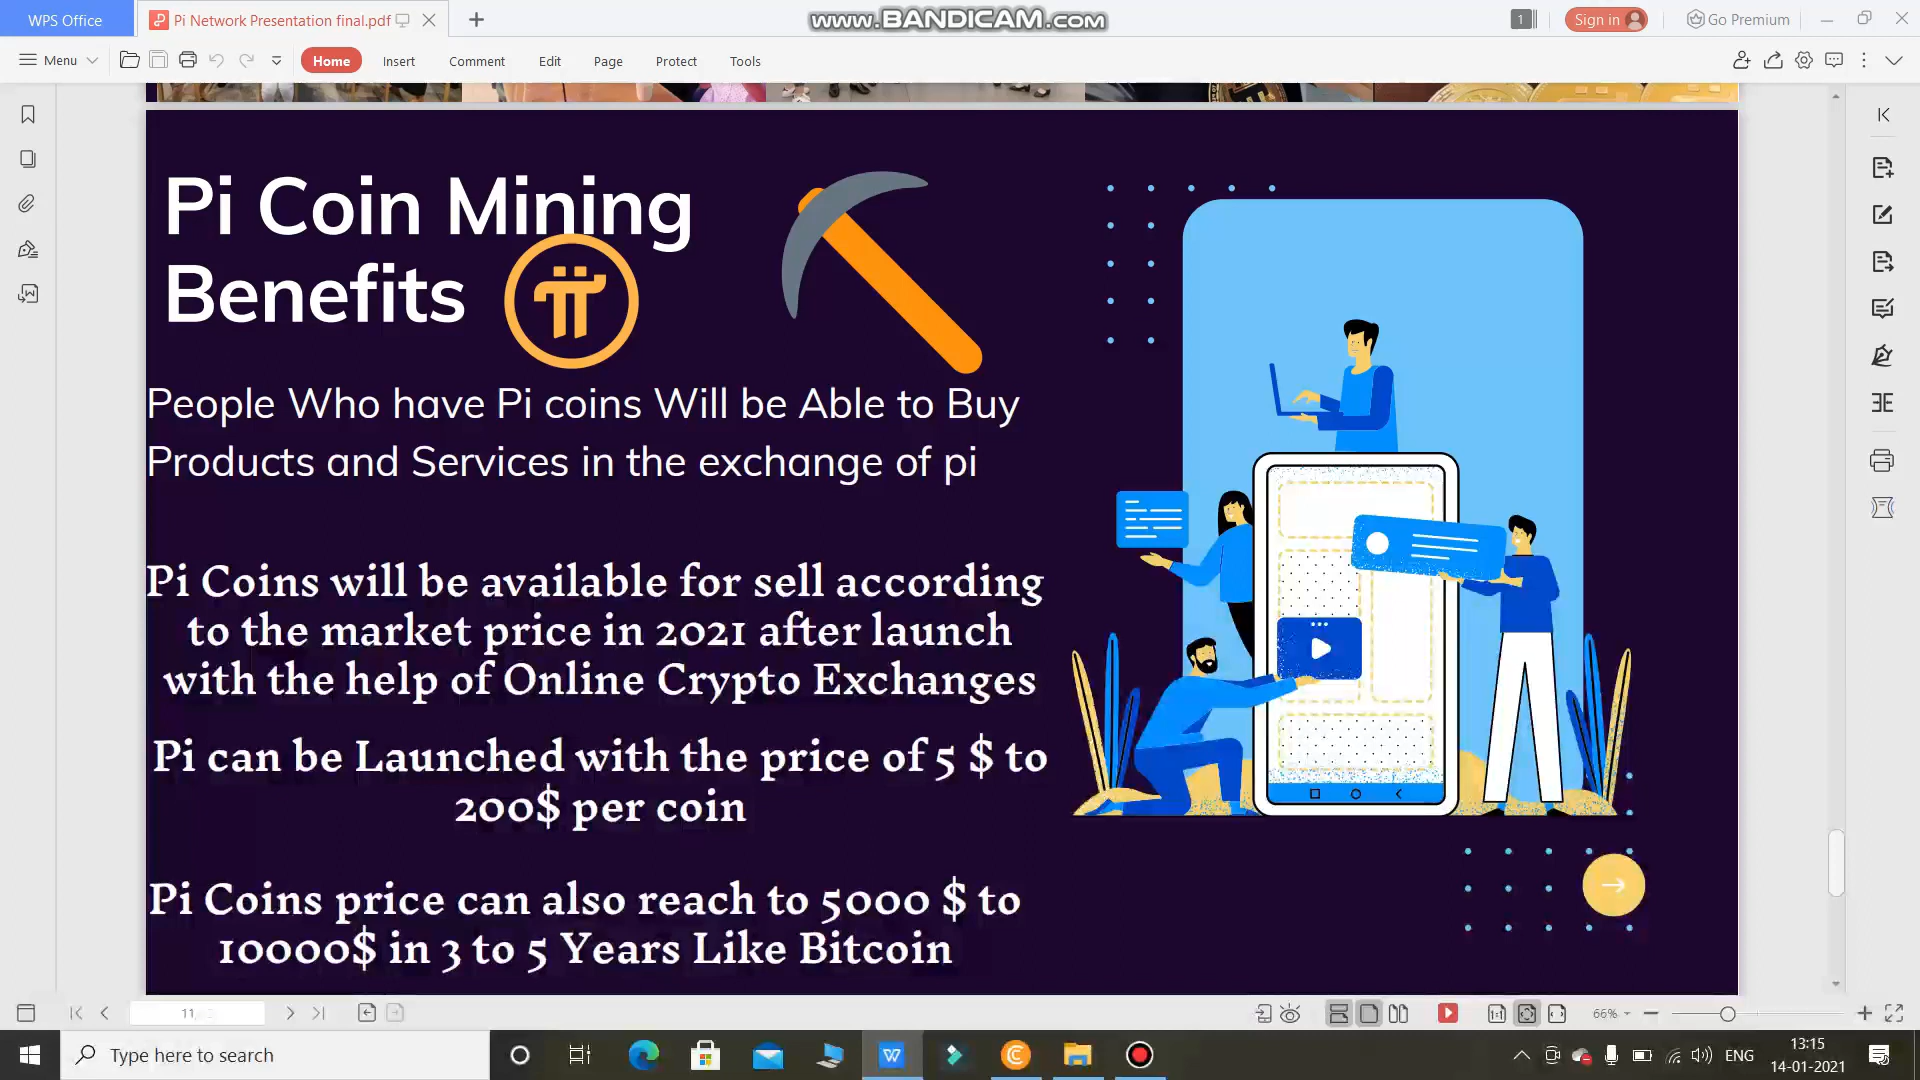 WPS Office
Pi Network Presentation final.pdf
www.BANDICAM.com
1
Sign in
Go Premium
Menu
Home
Insert
Comment
Edit
Page
Protect
Tools
Pi Coin Mining
Benefits
People Who have Pi coins Will be Able to Buy
Products and Services in the exchange of pi
Pi Coins will be available for sell according
to the market price in 2021 after launch
with the help of Online Crypto Exchanges
Pi can be Launched with the price of 5 $ to
200$ per coin
Pi Coins price can also reach to 5000 $ to
10000$ in 3 to 5 Years Like Bitcoin
11
66%
Type here to search
ENG
13:15
14-01-2021